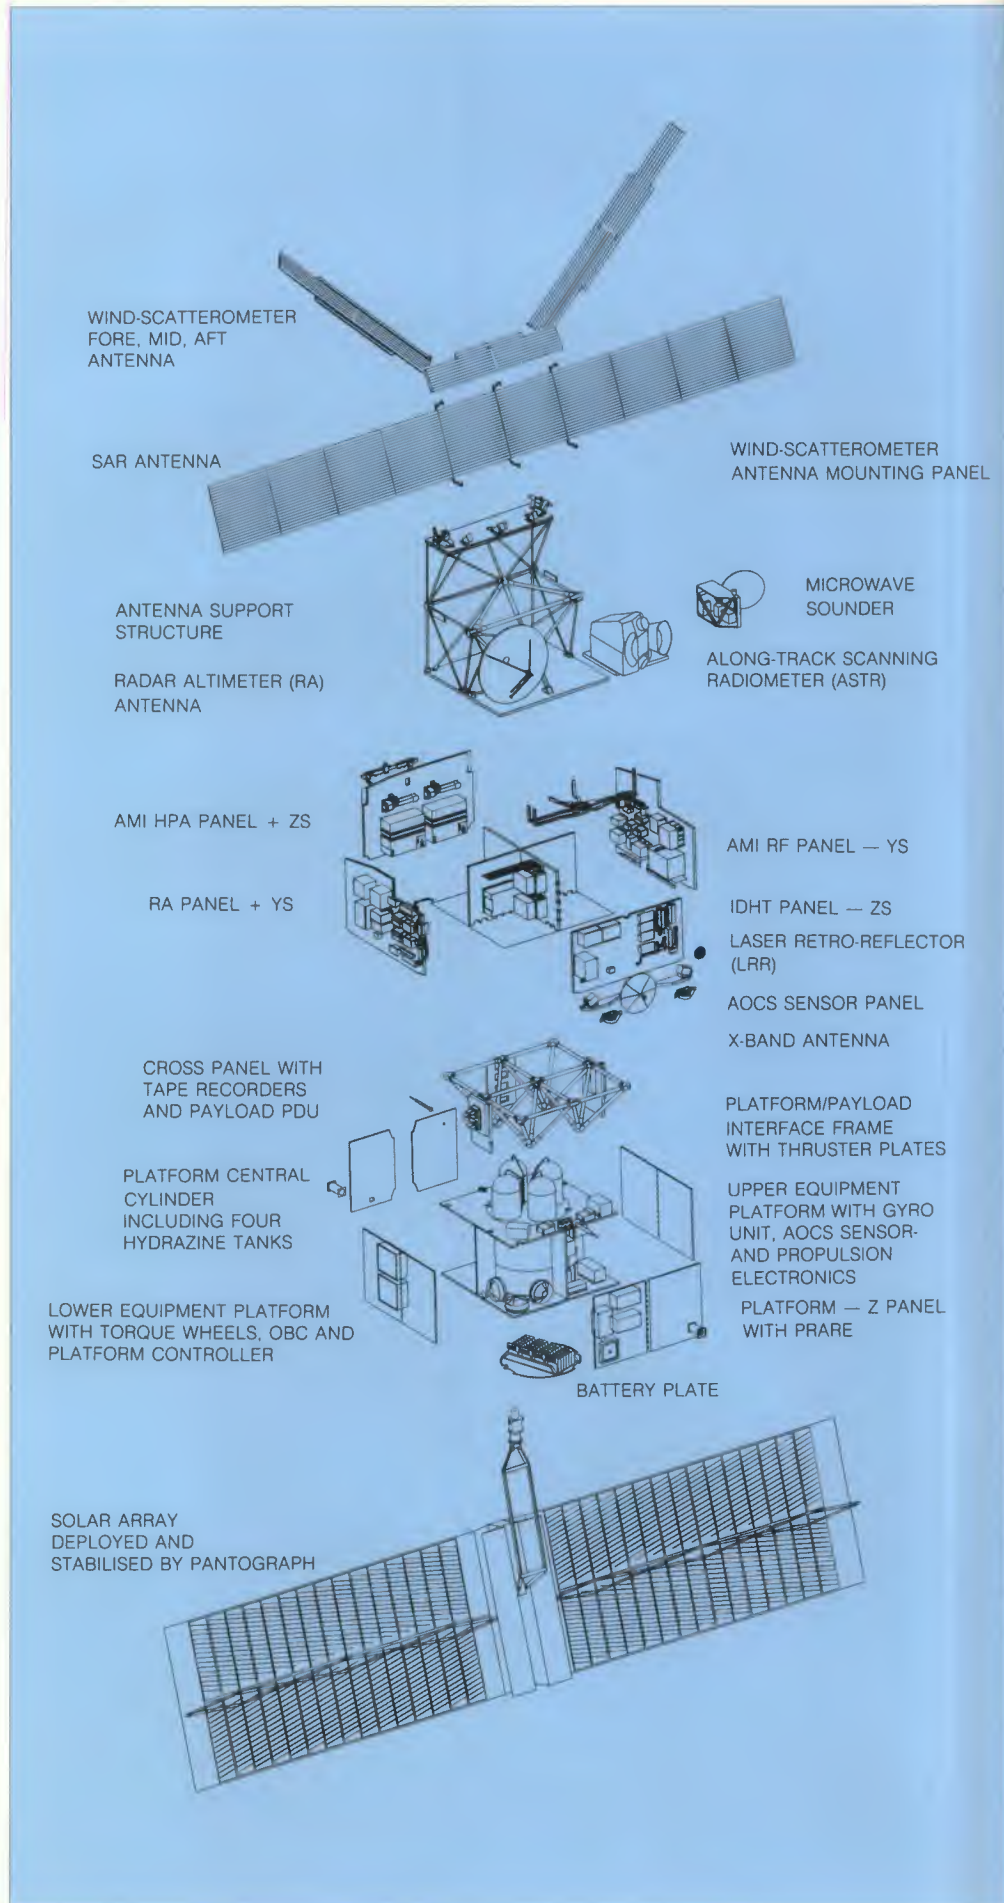 WIND-SCATTEROMETER
FORE, MID, AFT
ANTENNA
SAR ANTENNA
WIND-SCATTEROMETER
ANTENNA MOUNTING PANEL
ANTENNA SUPPORT
STRUCTURE
MICROWAVE
SOUNDER
RADAR ALTIMETER (RA)
ANTENNA
ALONG-TRACK SCANNING
RADIOMETER (ASTR)
AMI HPA PANEL + ZS
AMI RF PANEL — YS
RA PANEL + YS
IDHT PANEL — ZS
LASER RETRO-REFLECTOR
(LRR)
AOCS SENSOR PANEL
X-BAND ANTENNA
CROSS PANEL WITH
TAPE RECORDERS
AND PAYLOAD PDU
PLATFORM/PAYLOAD
INTERFACE FRAME
WITH THRUSTER PLATES
PLATFORM CENTRAL
CYLINDER
INCLUDING FOUR
HYDRAZINE TANKS
UPPER EQUIPMENT
PLATFORM WITH GYRO
UNIT, AOCS SENSOR-
AND PROPULSION
ELECTRONICS
LOWER EQUIPMENT PLATFORM
WITH TORQUE WHEELS, OBC AND
PLATFORM CONTROLLER
PLATFORM — Z PANEL
WITH PRARE
BATTERY PLATE
SOLAR ARRAY
DEPLOYED AND
STABILISED BY PANTOGRAPH